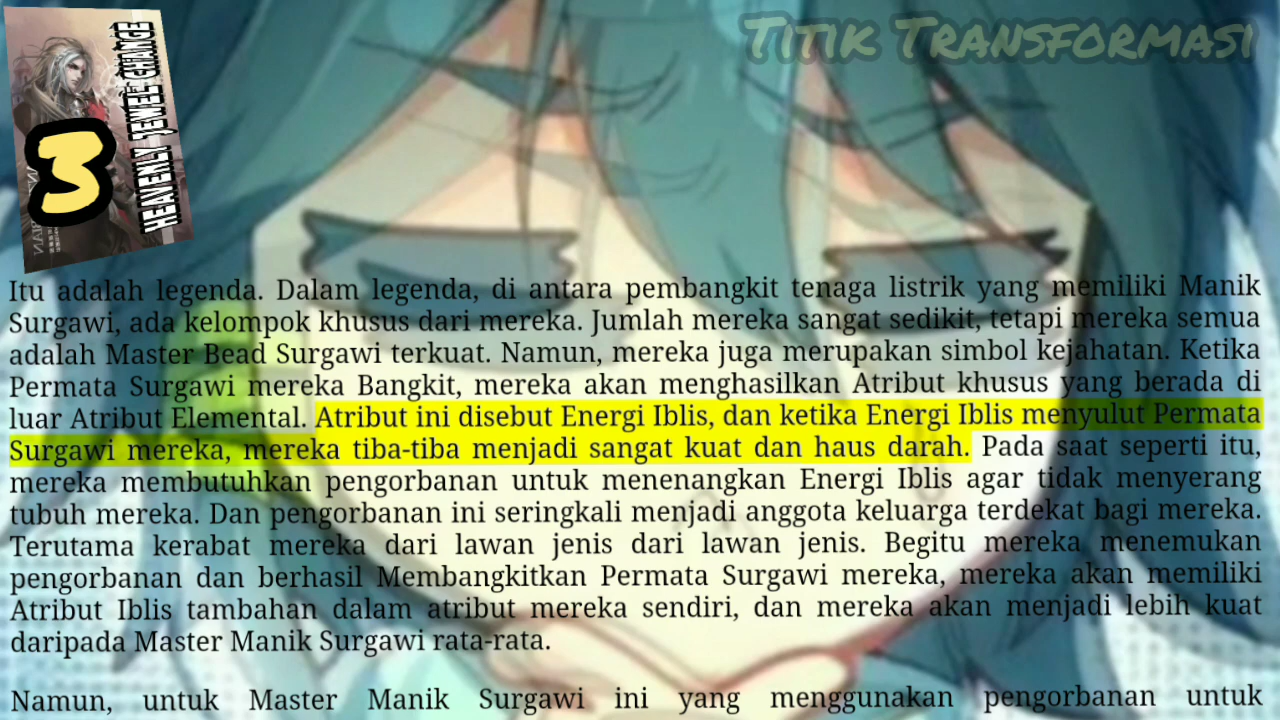 Titik Transformasi
HEAVENLY JEWEL CHANGE
3
Itu adalah legenda. Dalam legenda, di antara pembangkit tenaga listrik yang memiliki Manik
Surgawi, ada kelompok khusus dari mereka. Jumlah mereka sangat sedikit, tetapi mereka semua
adalah Master Bead Surgawi terkuat. Namun, mereka juga merupakan simbol kejahatan. Ketika
Permata Surgawi mereka Bangkit, mereka akan menghasilkan Atribut khusus yang berada di
luar Atribut Elemental. Atribut ini disebut Energi Iblis, dan ketika Energi Iblis menyulut Permata
Surgawi mereka, mereka tiba-tiba menjadi sangat kuat dan haus darah. Pada saat seperti itu,
mereka membutuhkan pengorbanan untuk menenangkan Energi Iblis agar tidak menyerang
tubuh mereka. Dan pengorbanan ini seringkali menjadi anggota keluarga terdekat bagi mereka.
Terutama kerabat mereka dari lawan jenis dari lawan jenis. Begitu mereka menemukan
pengorbanan dan berhasil Membangkitkan Permata Surgawi mereka, mereka akan memiliki
Atribut Iblis tambahan dalam atribut mereka sendiri, dan mereka akan menjadi lebih kuat
daripada Master Manik Surgawi rata-rata.
Namun, untuk Master Manik Surgawi ini yang menggunakan pengorbanan untuk